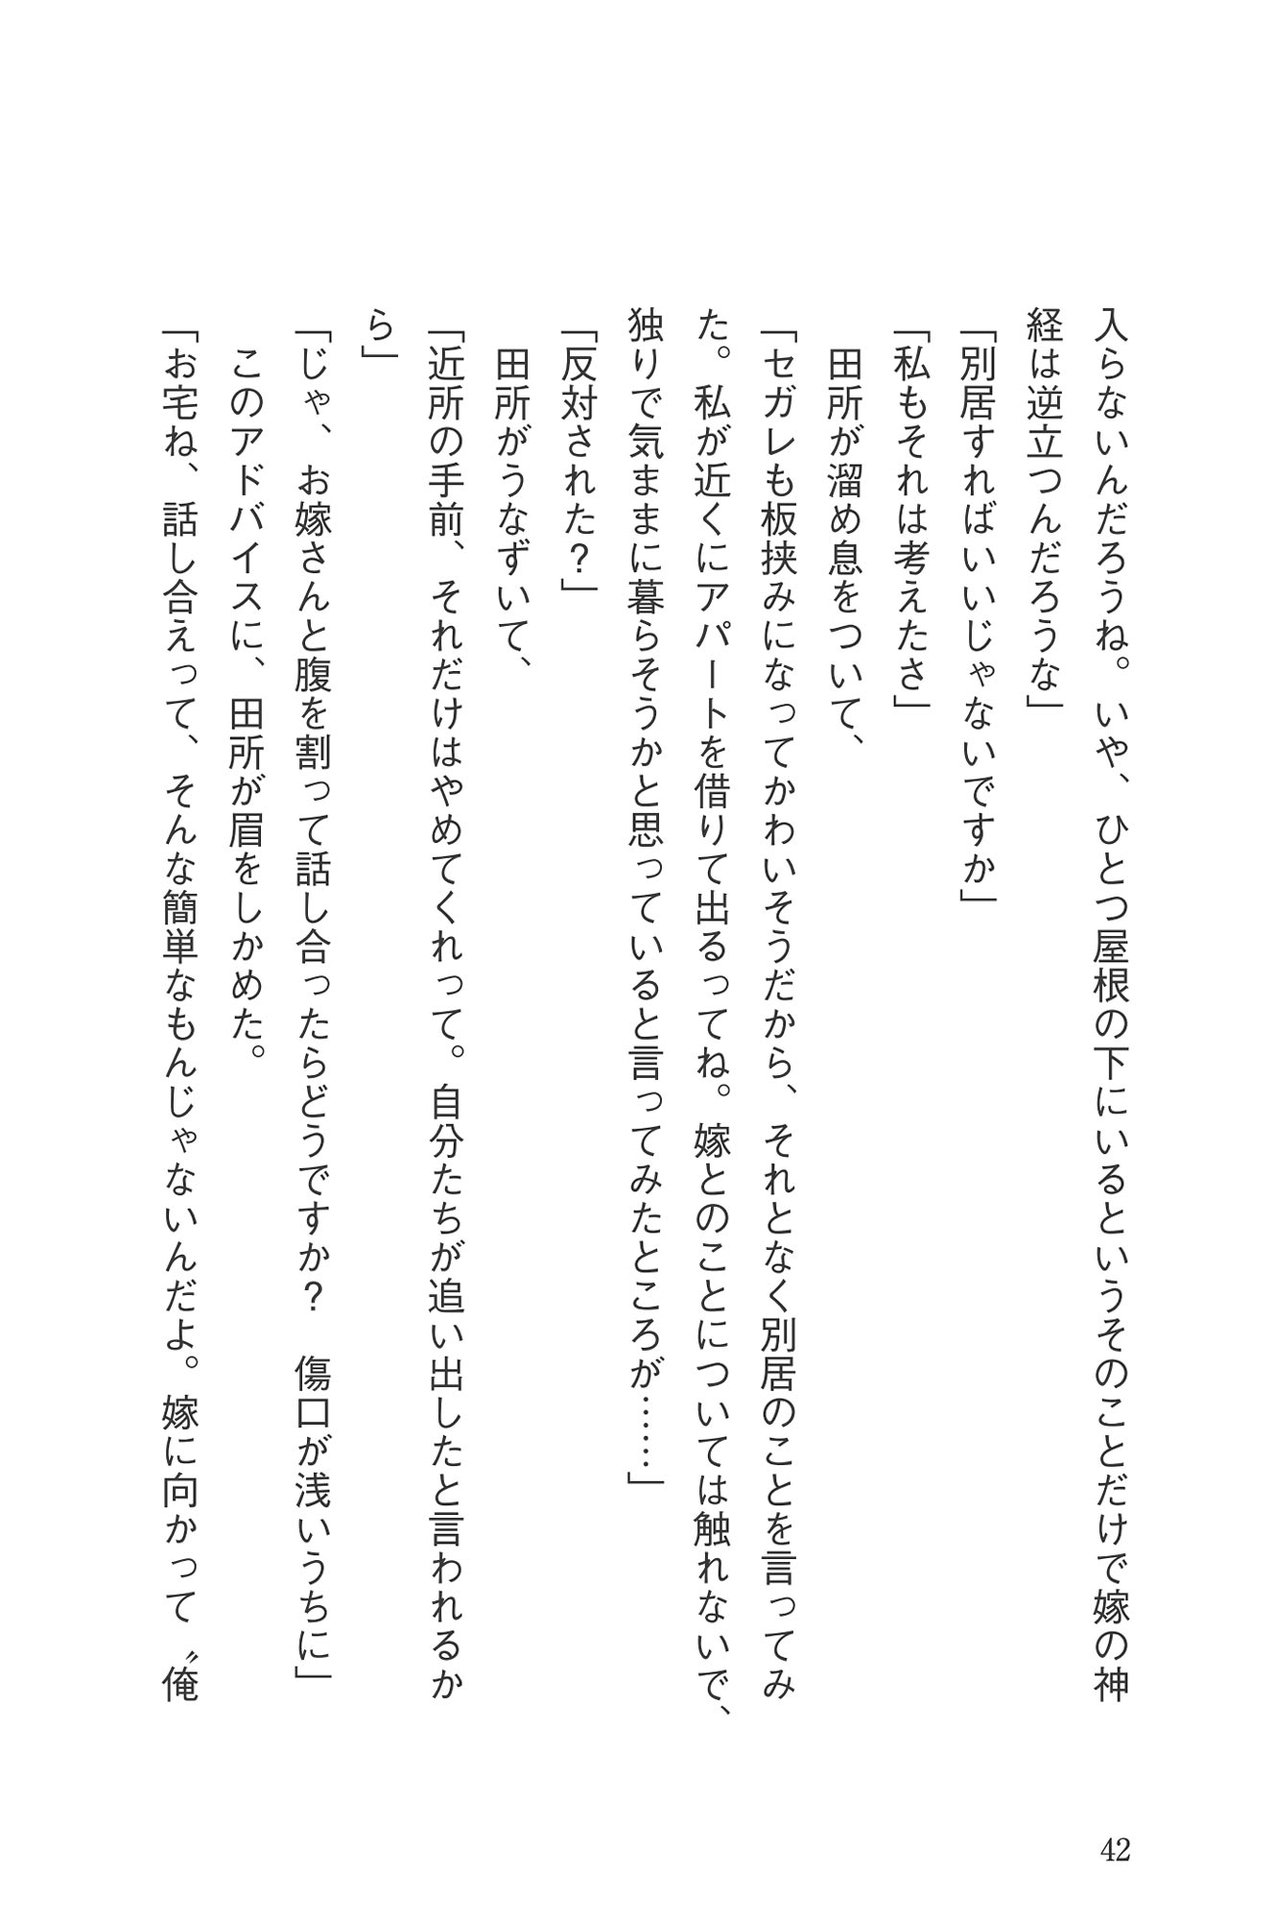 入らないんだろうね。いや、ひとつ屋根の下にいるというそのことだけで嫁の神
経は逆立つんだろうな」
「別居すればいいじゃないですか」
「私もそれは考えたさ」
　田所が溜め息をついて、
「セガレも板挟みになってかわいそうだから、それとなく別居のことを言ってみ
た。私が近くにアパートを借りて出るってね。嫁とのことについては触れないで、
独りで気ままに暮らそうかと思っていると言ってみたところが……」
「反対された？」
　田所がうなずいて、
「近所の手前、それだけはやめてくれって。自分たちが追い出したと言われるか
ら」
「じゃ、お嫁さんと腹を割って話し合ったらどうですか？　傷口が浅いうちに」
　このアドバイスに、田所が眉をしかめた。
「お宅ね、話し合えって、そんな簡単なもんじゃないんだよ。嫁に向かって〝俺
42